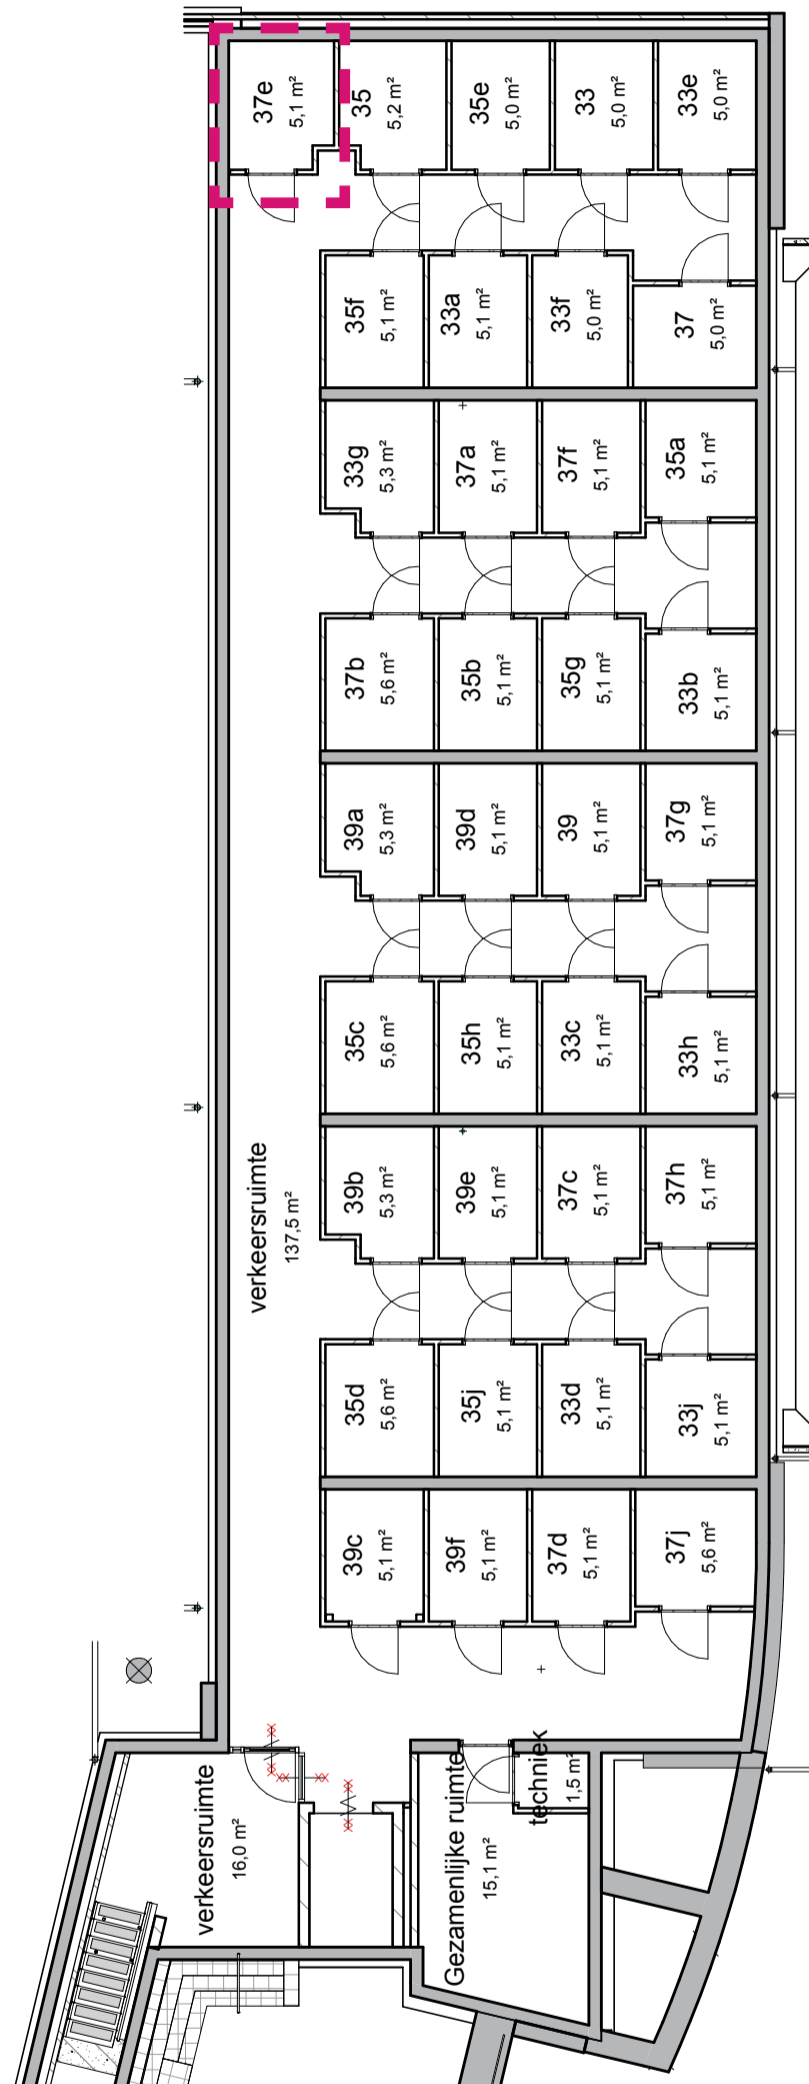 37e
5,1 m²
35
5,2 m²
35e
5,0 m²
33
5,0 m²
33e
5,0 m²
35f
5,1 m²
33a
5,1 m²
33f
5,0 m²
37
5,0 m²
33g
5,3 m²
37a
5,1 m²
37f
5,1 m²
35a
5,1 m²
37b
5,6 m²
35b
5,1 m²
35g
5,1 m²
33b
5,1 m²
39a
5,3 m²
39d
5,1 m²
39
5,1 m²
37g
5,1 m²
35c
5,6 m²
35h
5,1 m²
33c
5,1 m²
33h
5,1 m²
verkeersruimte
137,5 m²
39b
5,3 m²
39e
5,1 m²
37c
5,1 m²
37h
5,1 m²
35d
5,6 m²
35j
5,1 m²
33d
5,1 m²
33j
5,1 m²
39c
5,1 m²
39f
5,1 m²
37d
5,1 m²
37j
5,6 m²
verkeersruimte
16,0 m²
Gezamenlijke ruimte
15,1 m²
techniek
1,5 m²